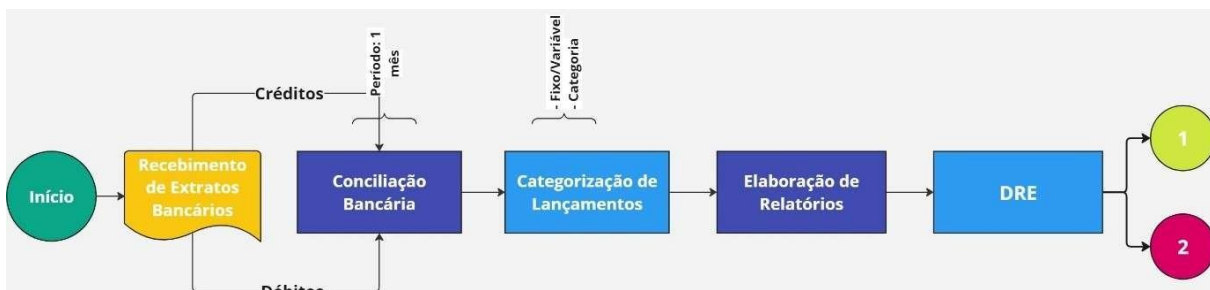 Período: 1
mês
- Fixo/Variável
- Categoria
Créditos
Início
Recebimento
de Extratos
Bancários
Conciliação
Bancária
Categorização de
Lançamentos
Elaboração de
Relatórios
DRE
1
2
Débitos